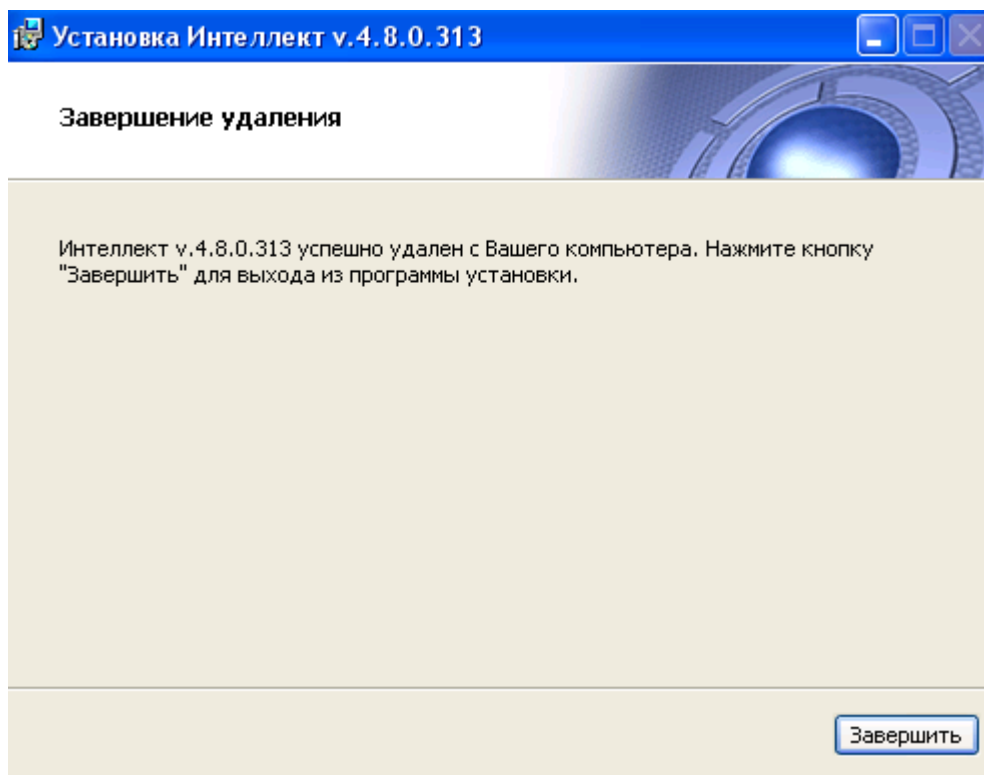 Установка Интеллект v.4.8.0.313
Завершение удаления
Интеллект v.4.8.0.313 успешно удален с Вашего компьютера. Нажмите кнопку
"Завершить" для выхода из программы установки.
Завершить